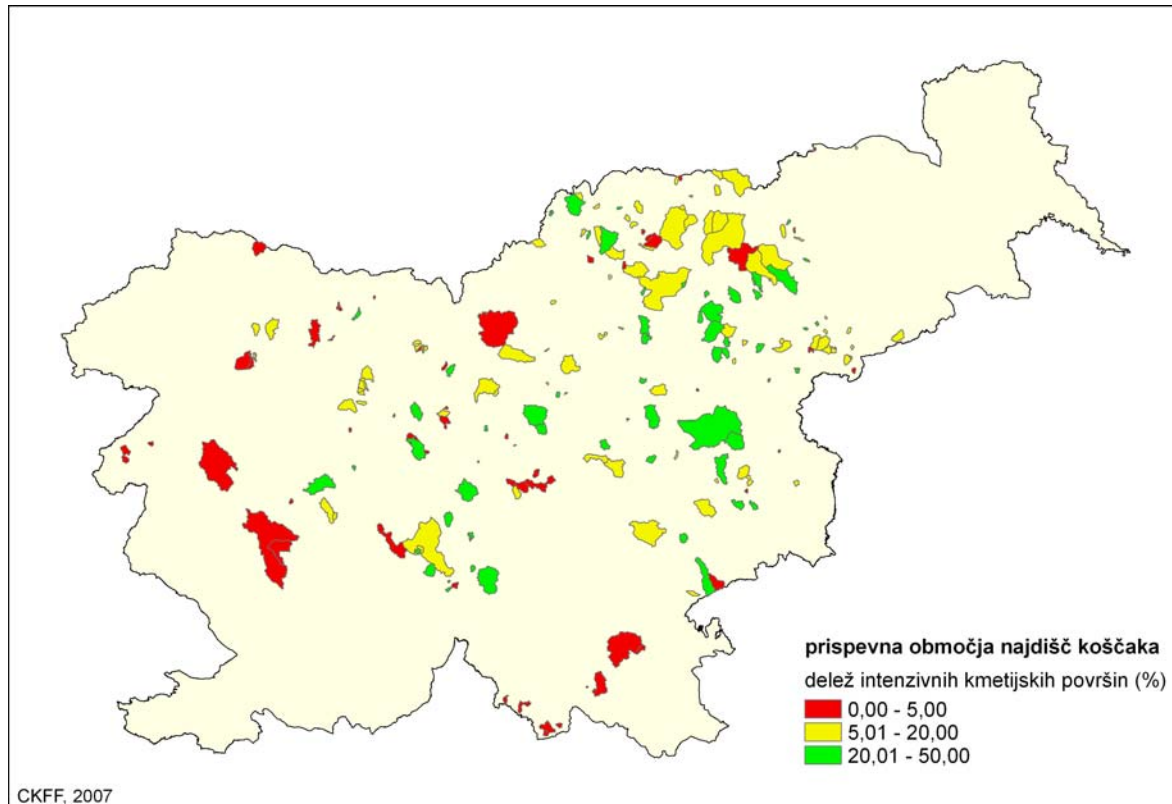 prispevna območja najdišč koščaka
delež intenzivnih kmetijskih površin (%)
0,00 - 5,00
5,01 - 20,00
20,01 - 50,00
CKFF, 2007